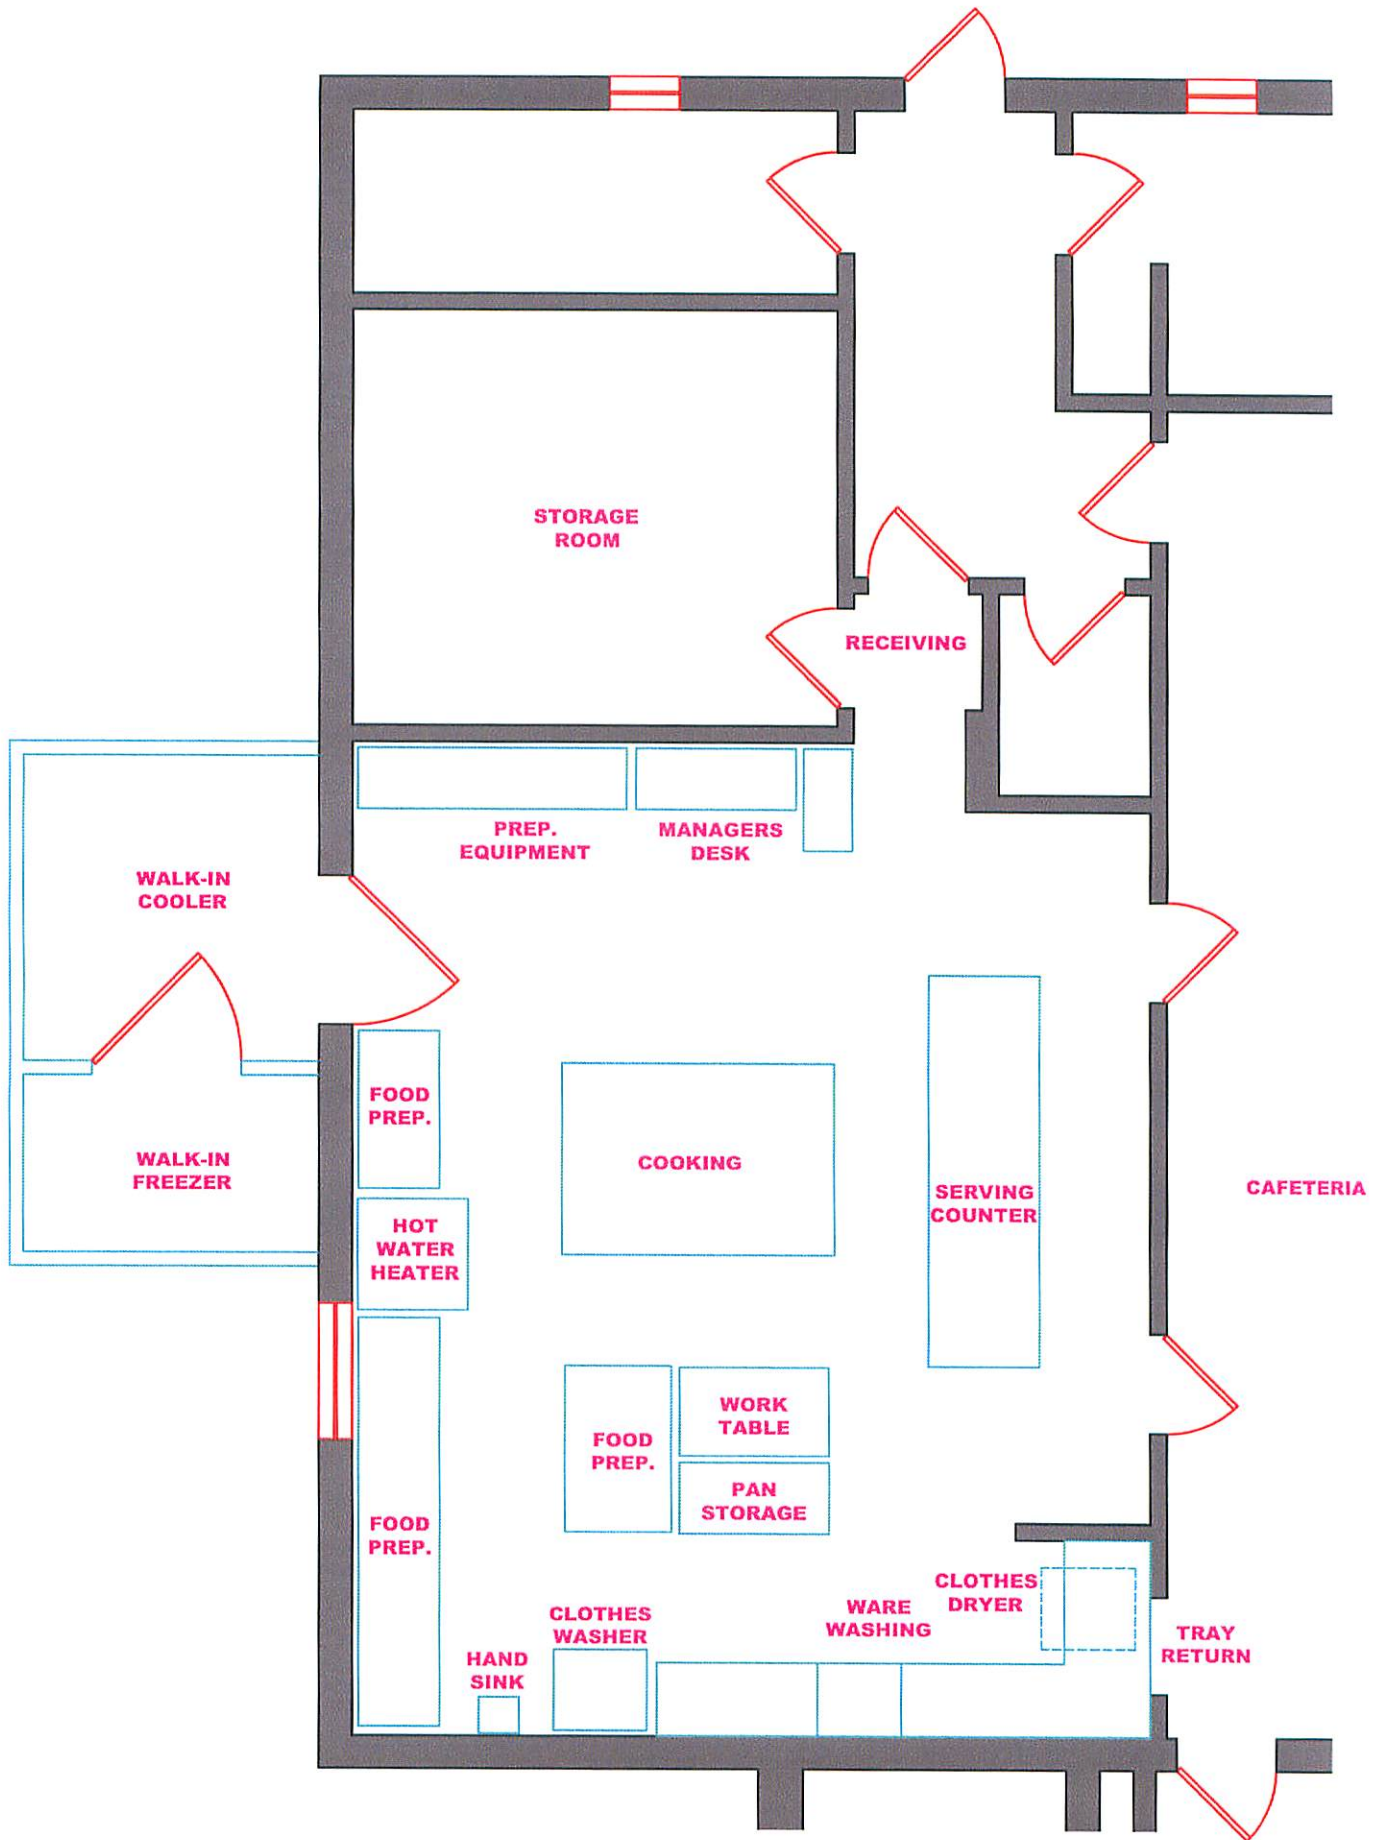 STORAGE
ROOM
RECEIVING
PREP.
EQUIPMENT
MANAGERS
DESK
WALK-IN
COOLER
FOOD
PREP.
WALK-IN
FREEZER
COOKING
SERVING
COUNTER
CAFETERIA
HOT
WATER
HEATER
WORK
TABLE
FOOD
PREP.
PAN
STORAGE
FOOD
PREP.
CLOTHES
DRYER
WARE
WASHING
CLOTHES
WASHER
TRAY
RETURN
HAND
SINK